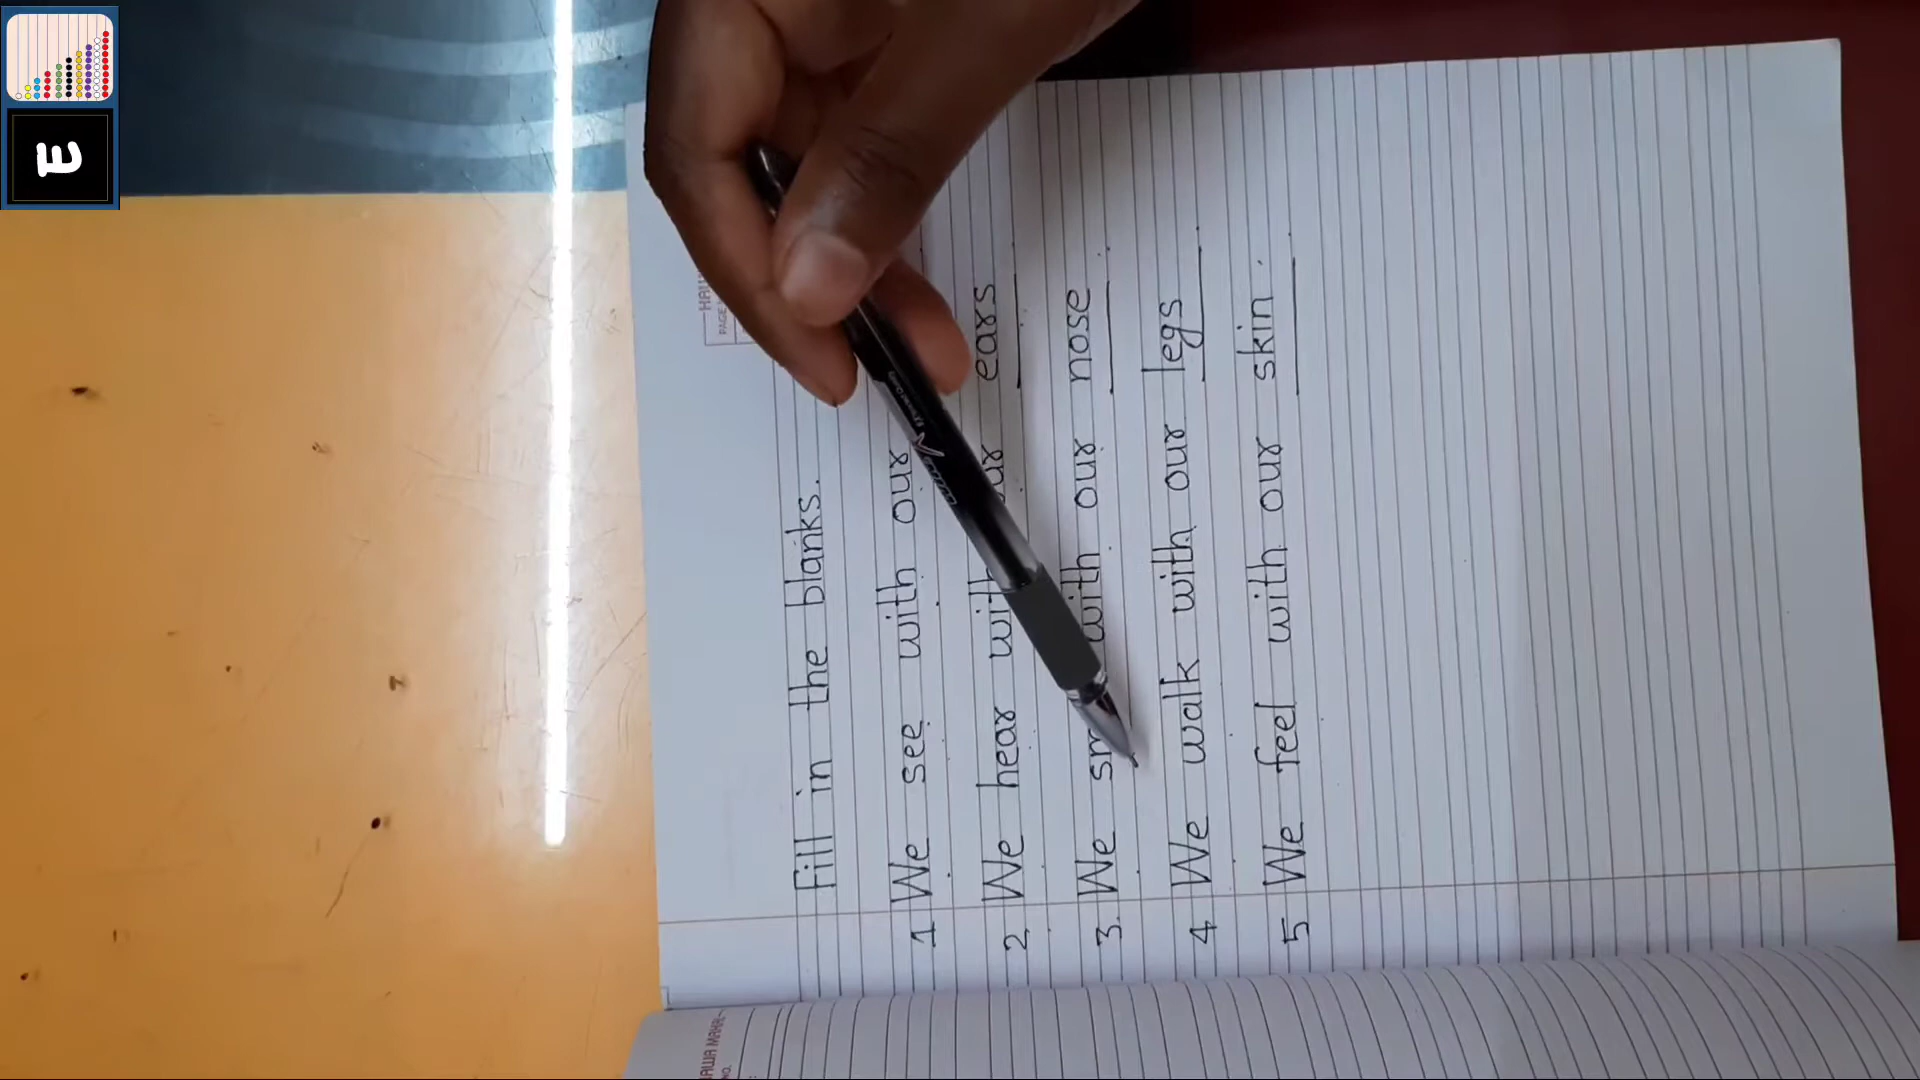 Fill in the blanks.
1 We see with our
2 We hear with our ears
3. We with our nose.
4 We walk with our legs.
5 We feel with our skin.
E